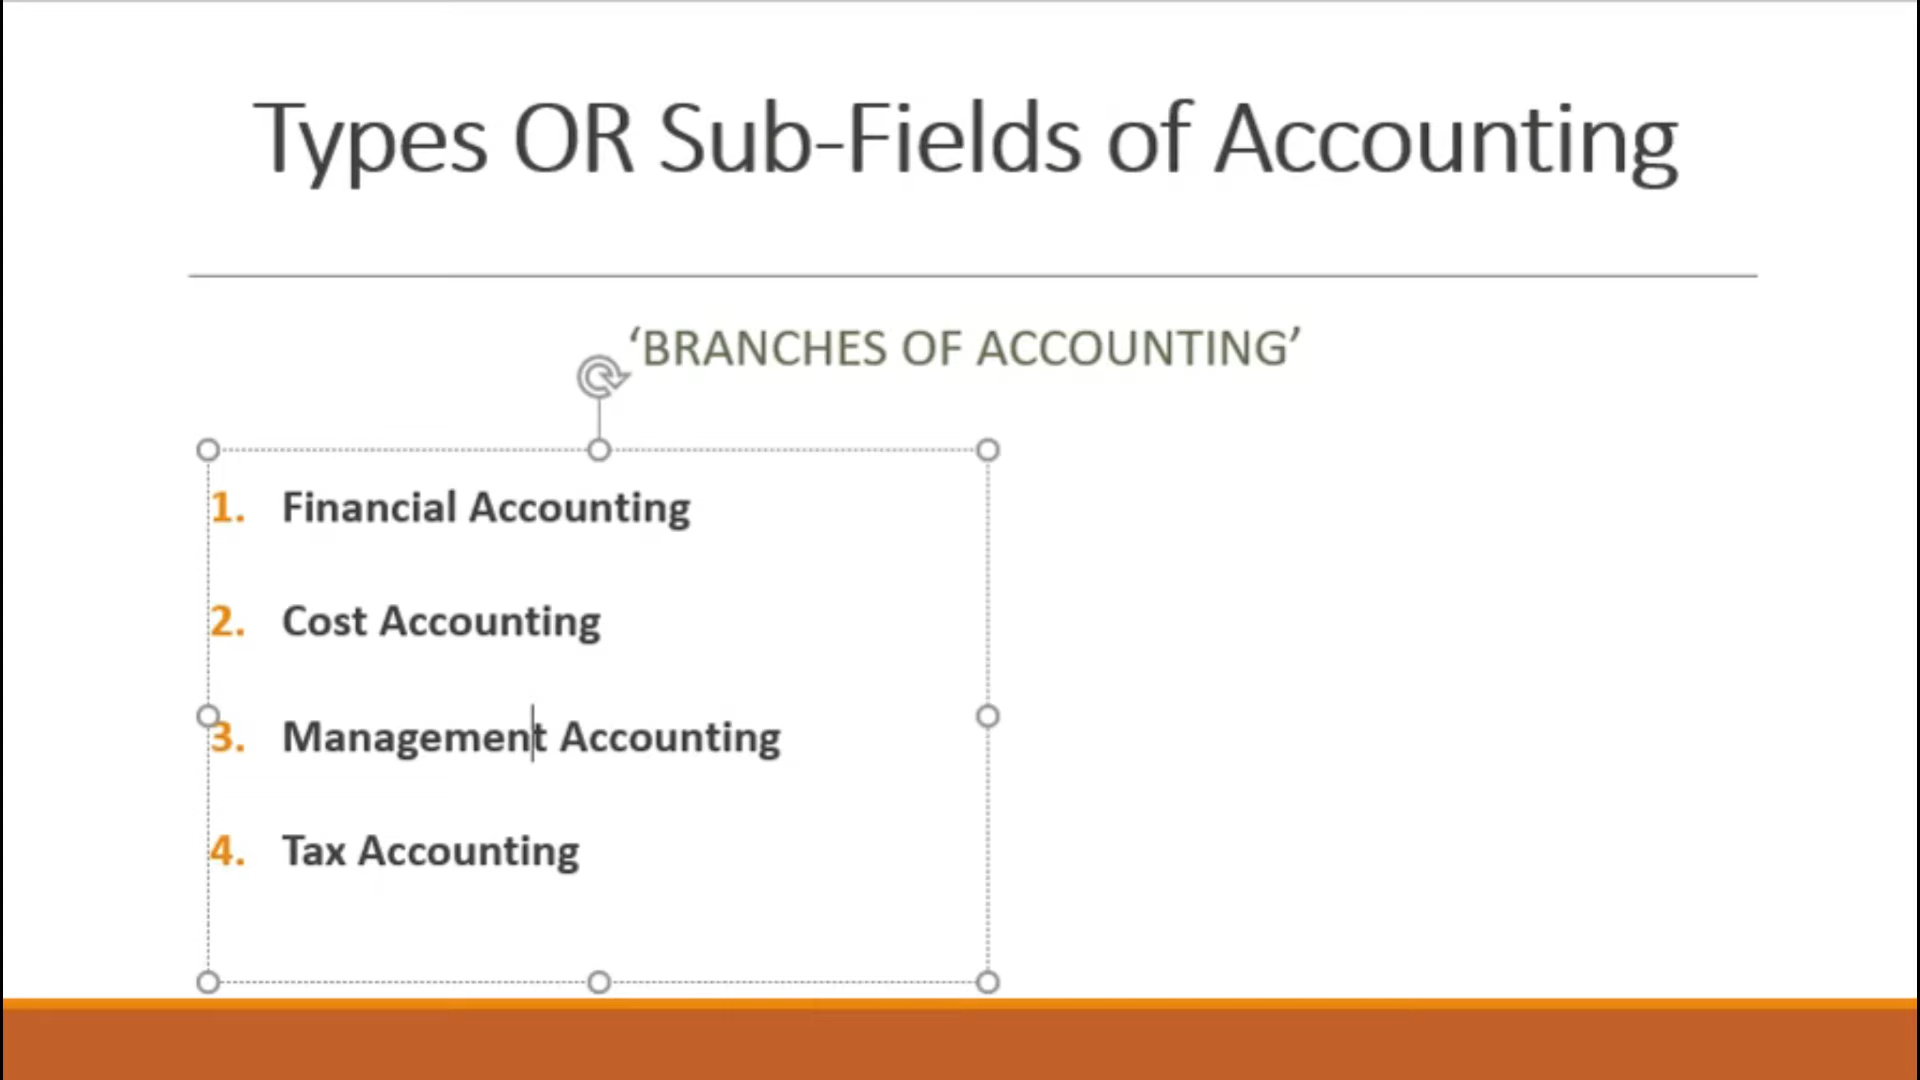 Types OR Sub-Fields of Accounting
‘BRANCHES OF ACCOUNTING’
1. Financial Accounting
2. Cost Accounting
3. Management Accounting
4. Tax Accounting